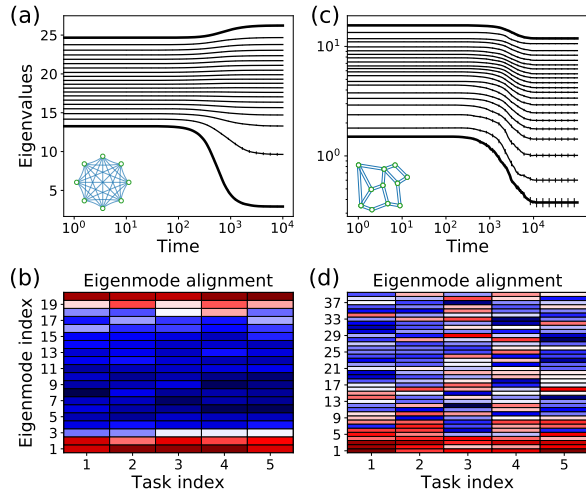 (a)
Eigenvalues
25
20
15
10
5
10^0 10^1 10^2 10^3 10^4
Time
(c)
10^1
10^0
10^0 10^1 10^2 10^3 10^4
Time
(b)
Eigenmode alignment
Eigenmode index
19
17
15
13
11
9
7
5
3
1
1 2 3 4 5
Task index
(d)
Eigenmode alignment
37
33
29
25
21
17
13
9
5
1
1 2 3 4 5
Task index